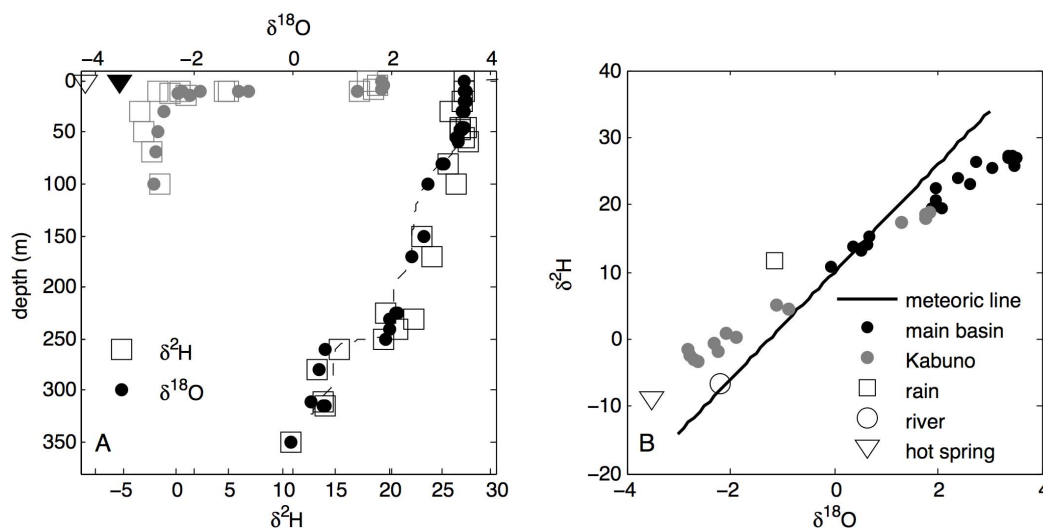 δ18O
−4 −2 0 2 4
0
50
100
150
200
250
300
350
depth (m)
δ2H
δ18O
A
−5 0 5 10 15 20 25 30
δ2H
40
30
20
10
0
−10
−20
δ2H
meteoric line
main basin
Kabuno
rain
river
hot spring
B
−4 −2 0 2 4
δ18O